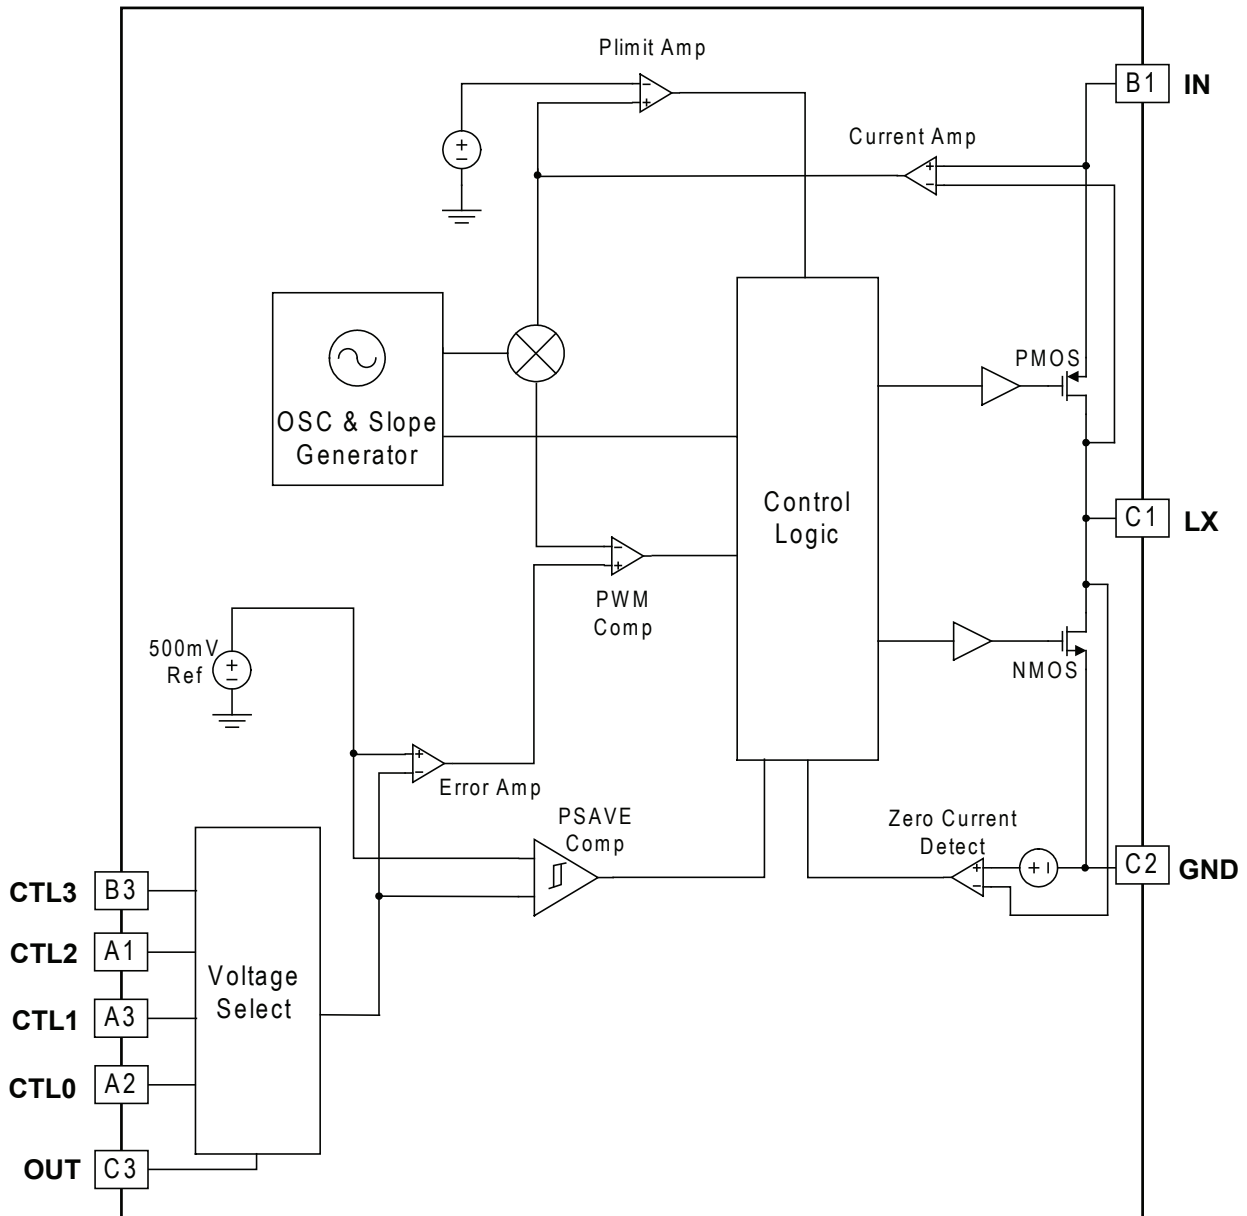 Plimit Amp
B1 IN
Current Amp
PMOS
OSC & Slope
Generator
Control
Logic
C1 LX
PWM
Comp
500mV
Ref
NMOS
Error Amp
PSAVE
Comp
Zero Current
Detect
C2 GND
CTL3 B3
CTL2 A1
Voltage
Select
CTL1 A3
CTL0 A2
OUT C3